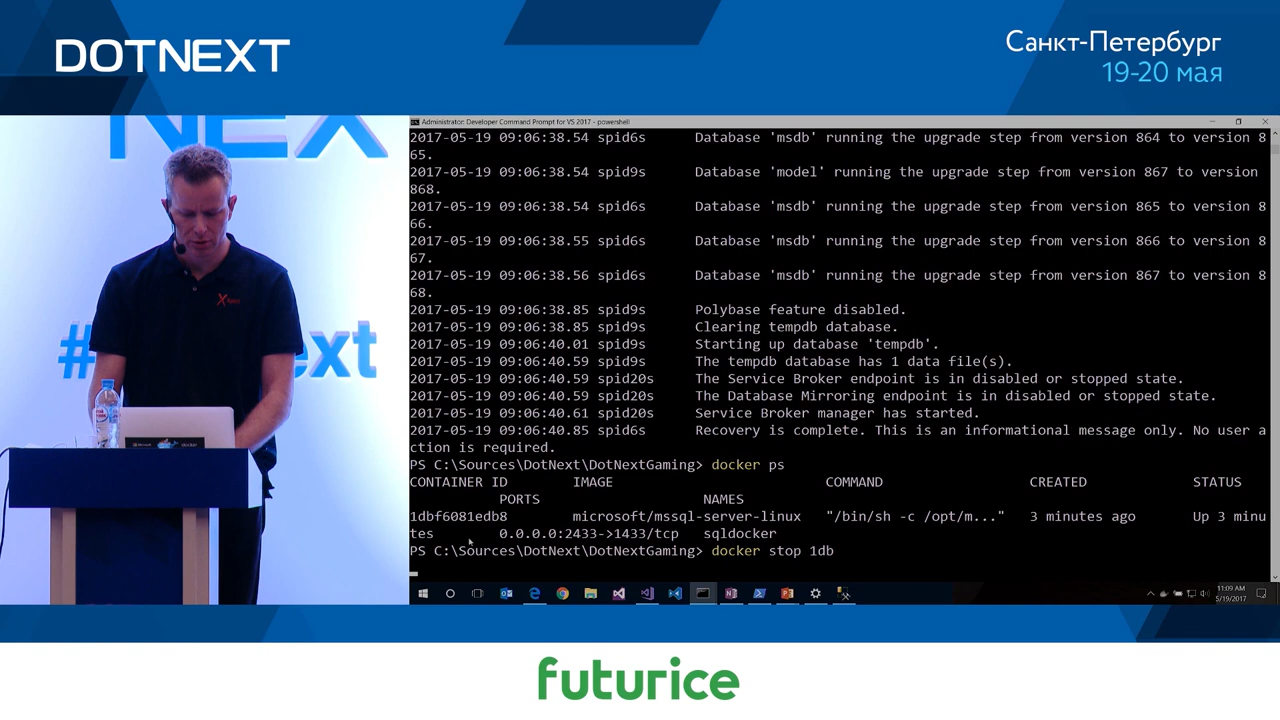 DOTNEXT
Санкт-Петербург
19-20 мая
NEX
#
ext
Administrator: Developer Command Prompt for VS 2017 - powershell
2017-05-19 09:06:38.54 spid6s Database 'msdb' running the upgrade step from version 864 to version 8
65.
2017-05-19 09:06:38.54 spid9s Database 'model' running the upgrade step from version 867 to version
868.
2017-05-19 09:06:38.54 spid6s Database 'msdb' running the upgrade step from version 865 to version 8
66.
2017-05-19 09:06:38.55 spid6s Database 'msdb' running the upgrade step from version 866 to version 8
67.
2017-05-19 09:06:38.56 spid6s Database 'msdb' running the upgrade step from version 867 to version 8
68.
2017-05-19 09:06:38.85 spid9s Polybase feature disabled.
2017-05-19 09:06:38.85 spid9s Clearing tempdb database.
2017-05-19 09:06:40.01 spid9s Starting up database 'tempdb'.
2017-05-19 09:06:40.59 spid9s The tempdb database has 1 data file(s).
2017-05-19 09:06:40.59 spid20s The Service Broker endpoint is in disabled or stopped state.
2017-05-19 09:06:40.59 spid20s The Database Mirroring endpoint is in disabled or stopped state.
2017-05-19 09:06:40.61 spid20s Service Broker manager has started.
2017-05-19 09:06:40.85 spid6s Recovery is complete. This is an informational message only. No user a
ction is required.
PS C:\Sources\DotNext\DotNextGaming> docker ps
CONTAINER ID IMAGE COMMAND CREATED STATUS
PORTS NAMES
1dbf6081edb8 microsoft/mssql-server-linux "/bin/sh -c /opt/m..." 3 minutes ago Up 3 minu
tes 0.0.0.0:2433->1433/tcp sqldocker
PS C:\Sources\DotNext\DotNextGaming> docker stop 1db
11:09 AM
5/19/2017
futurice